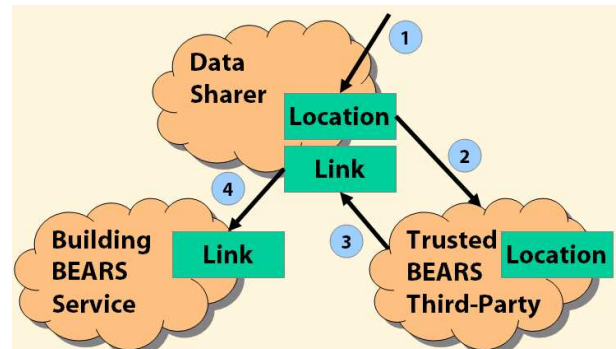 1
Data
Sharer
Location
Link
2
4
3
Building
BEARS
Service
Link
Trusted
BEARS
Third-Party
Location